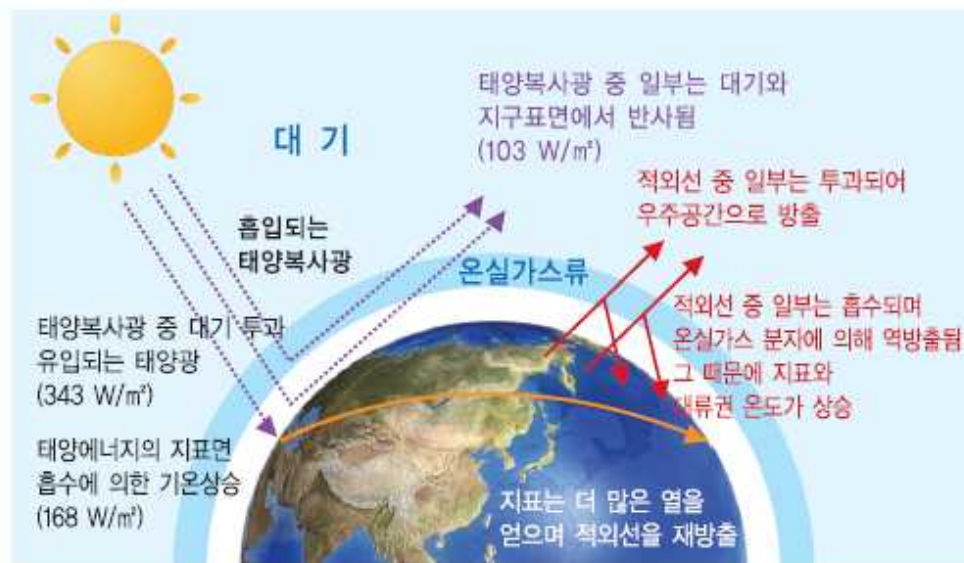 태양복사광 중 일부는 대기와
지구표면에서 반사됨
(103 W/㎡)
대 기
적외선 중 일부는 투과되어
우주공간으로 방출
흡입되는
태양복사광
온실가스류
태양복사광 중 대기 투과
유입되는 태양광
(343 W/㎡)
적외선 중 일부는 흡수되며
온실가스 분자에 의해 역방출됨
그 때문에 지표와
대류권 온도가 상승
태양에너지의 지표면
흡수에 의한 기온상승
(168 W/㎡)
지표는 더 많은 열을
얻으며 적외선을 재방출